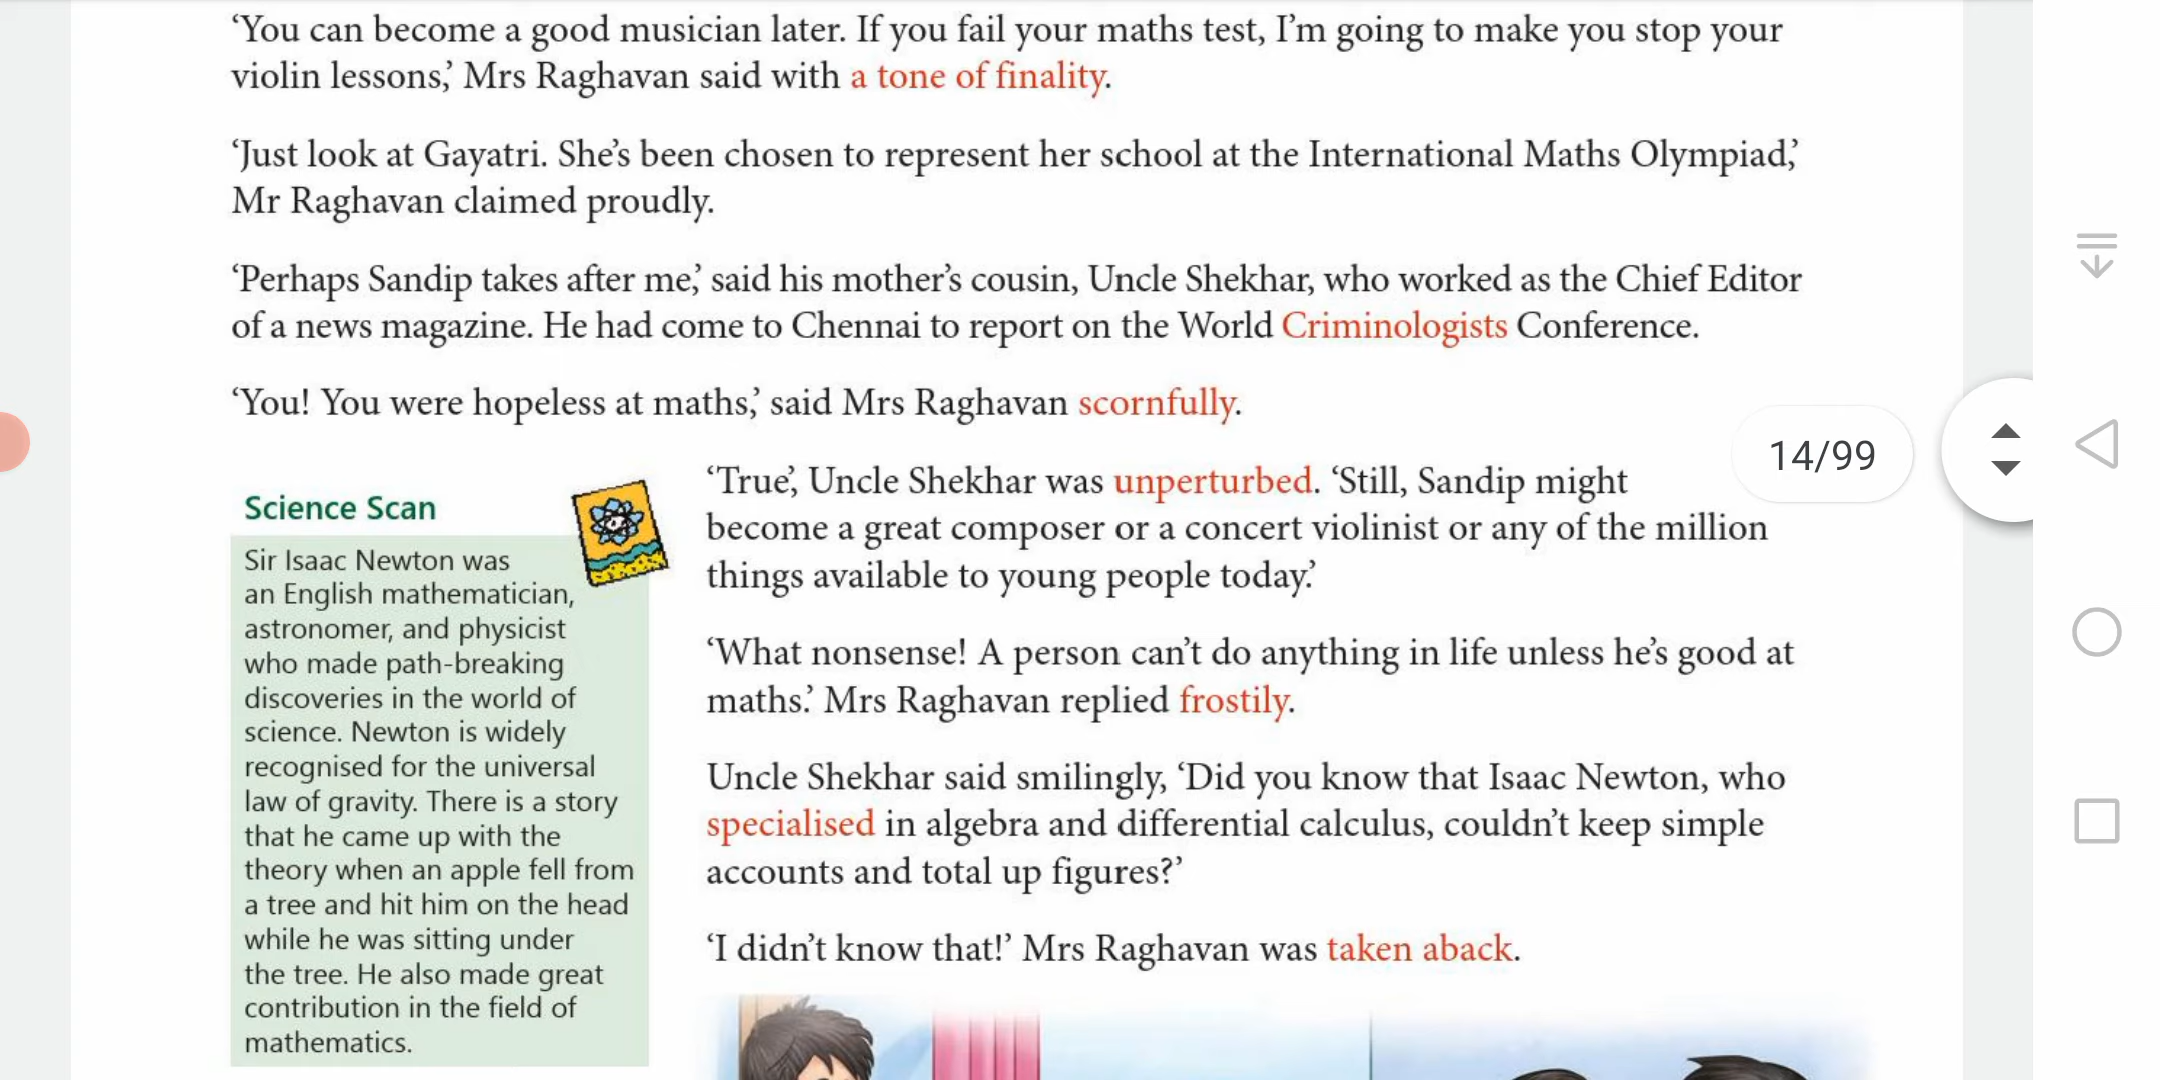 ‘You can become a good musician later. If you fail your maths test, I’m going to make you stop your
violin lessons,’ Mrs Raghavan said with a tone of finality.
‘Just look at Gayatri. She’s been chosen to represent her school at the International Maths Olympiad,’
Mr Raghavan claimed proudly.
‘Perhaps Sandip takes after me,’ said his mother’s cousin, Uncle Shekhar, who worked as the Chief Editor
of a news magazine. He had come to Chennai to report on the World Criminologists Conference.
‘You! You were hopeless at maths,’ said Mrs Raghavan scornfully.
14/99
‘True’, Uncle Shekhar was unperturbed. ‘Still, Sandip might
become a great composer or a concert violinist or any of the million
things available to young people today.’
‘What nonsense! A person can’t do anything in life unless he’s good at
maths.’ Mrs Raghavan replied frostily.
Uncle Shekhar said smilingly, ‘Did you know that Isaac Newton, who
specialised in algebra and differential calculus, couldn’t keep simple
accounts and total up figures?’
‘I didn’t know that!’ Mrs Raghavan was taken aback.
Science Scan
Sir Isaac Newton was
an English mathematician,
astronomer, and physicist
who made path-breaking
discoveries in the world of
science. Newton is widely
recognised for the universal
law of gravity. There is a story
that he came up with the
theory when an apple fell from
a tree and hit him on the head
while he was sitting under
the tree. He also made great
contribution in the field of
mathematics.